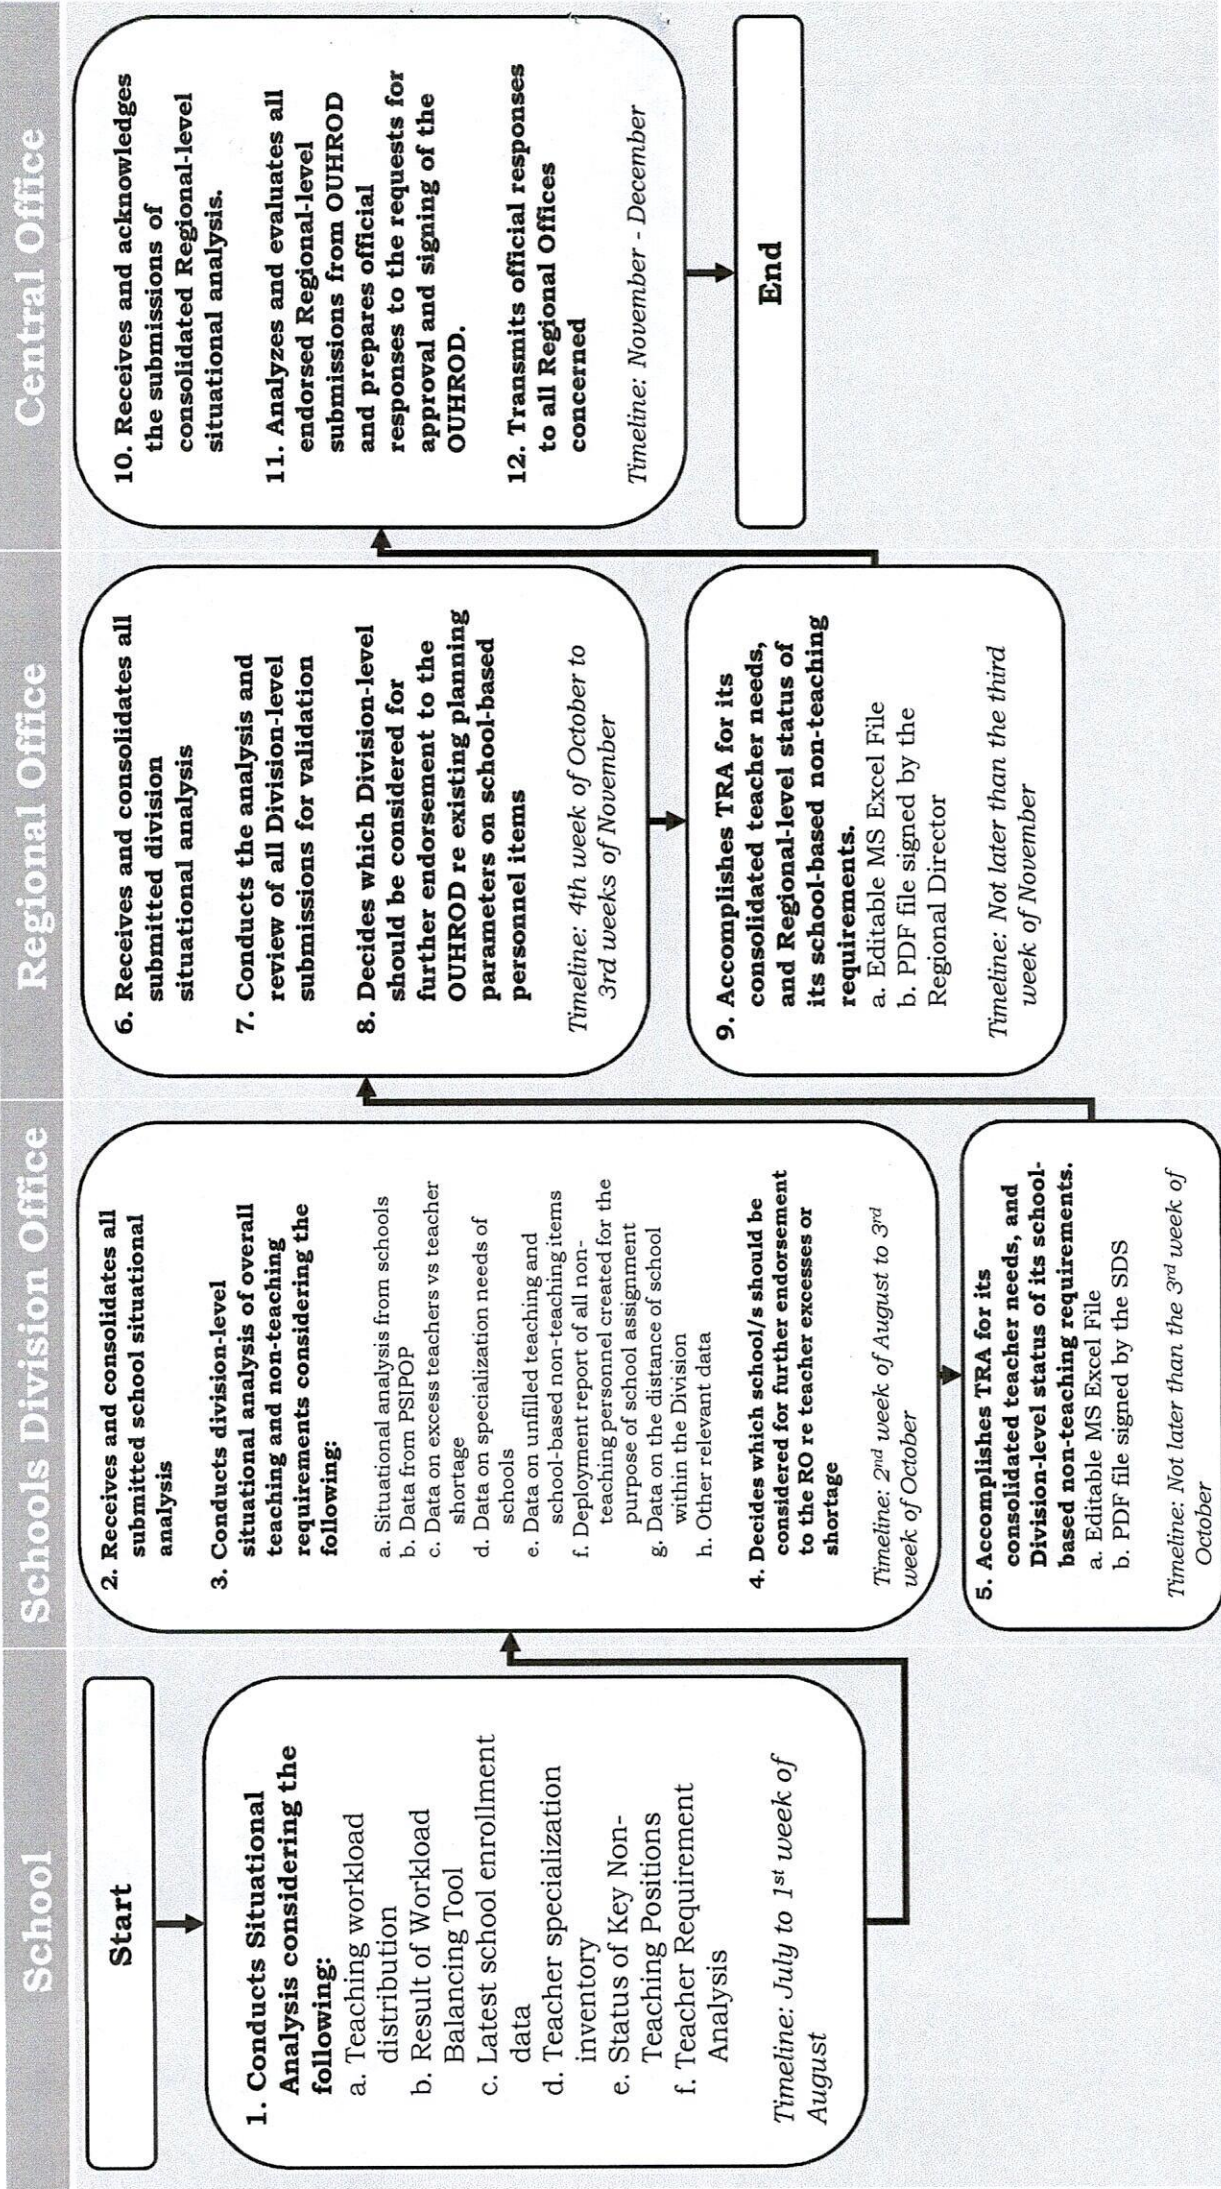 School
Schools Division Office
Regional Office
Central Office
Start
1. Conducts Situational
Analysis considering the
following:
a. Teaching workload
distribution
b. Result of Workload
Balancing Tool
c. Latest school enrollment
data
d. Teacher specialization
inventory
e. Status of Key Non-
Teaching Positions
f. Teacher Requirement
Analysis
Timeline: July to 1st week of
August
2. Receives and consolidates all
submitted school situational
analysis
3. Conducts division-level
situational analysis of overall
teaching and non-teaching
requirements considering the
following:
a. Situational analysis from schools
b. Data from PSIPOP
c. Data on excess teachers vs teacher
shortage
d. Data on specialization needs of
schools
e. Data on unfilled teaching and
school-based non-teaching items
f. Deployment report of all non-
teaching personnel created for the
purpose of school assignment
g. Data on the distance of school
within the Division
h. Other relevant data
4. Decides which school/s should be
considered for further endorsement
to the RO re teacher excesses or
shortage
Timeline: 2nd week of August to 3rd
week of October
5. Accomplishes TRA for its
consolidated teacher needs, and
Division-level status of its school-
based non-teaching requirements.
a. Editable MS Excel File
b. PDF file signed by the SDS
Timeline: Not later than the 3rd week of
October
6. Receives and consolidates all
submitted division
situational analysis
7. Conducts the analysis and
review of all Division-level
submissions for validation
8. Decides which Division-level
should be considered for
further endorsement to the
OUHROD re existing planning
parameters on school-based
personnel items
Timeline: 4th week of October to
3rd weeks of November
9. Accomplishes TRA for its
consolidated teacher needs,
and Regional-level status of
its school-based non-teaching
requirements.
a. Editable MS Excel File
b. PDF file signed by the
Regional Director
Timeline: Not later than the third
week of November
10. Receives and acknowledges
the submissions of
consolidated Regional-level
situational analysis.
11. Analyzes and evaluates all
endorsed Regional-level
submissions from OUHROD
and prepares official
responses to the requests for
approval and signing of the
OUHROD.
12. Transmits official responses
to all Regional Offices
concerned
Timeline: November - December
End